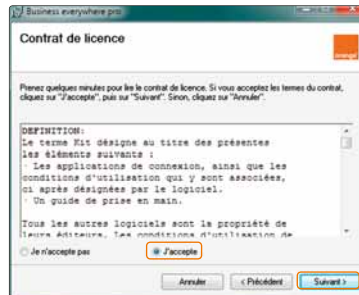 Business everywhere pro
Contrat de licence
orange
Prenez quelques minutes pour lire le contrat de licence. Si vous acceptez les termes du contrat,
cliquez sur "J'accepte", puis sur "Suivant". Sinon, cliquez sur "Annuler".
DEFINITION:
Le terme Kit désigne au titre des présentes
les éléments suivants :
- Les applications de connexion, ainsi que les
conditions d'utilisation qui y sont associées,
ci après désignées par le logiciel.
- Un guide de prise en main.
Tous les autres logiciels sont la propriété de
leurs éditeurs. Les conditions d'utilisation de
Je n'accepte pas
J'accepte
Annuler
< Précédent
Suivant >